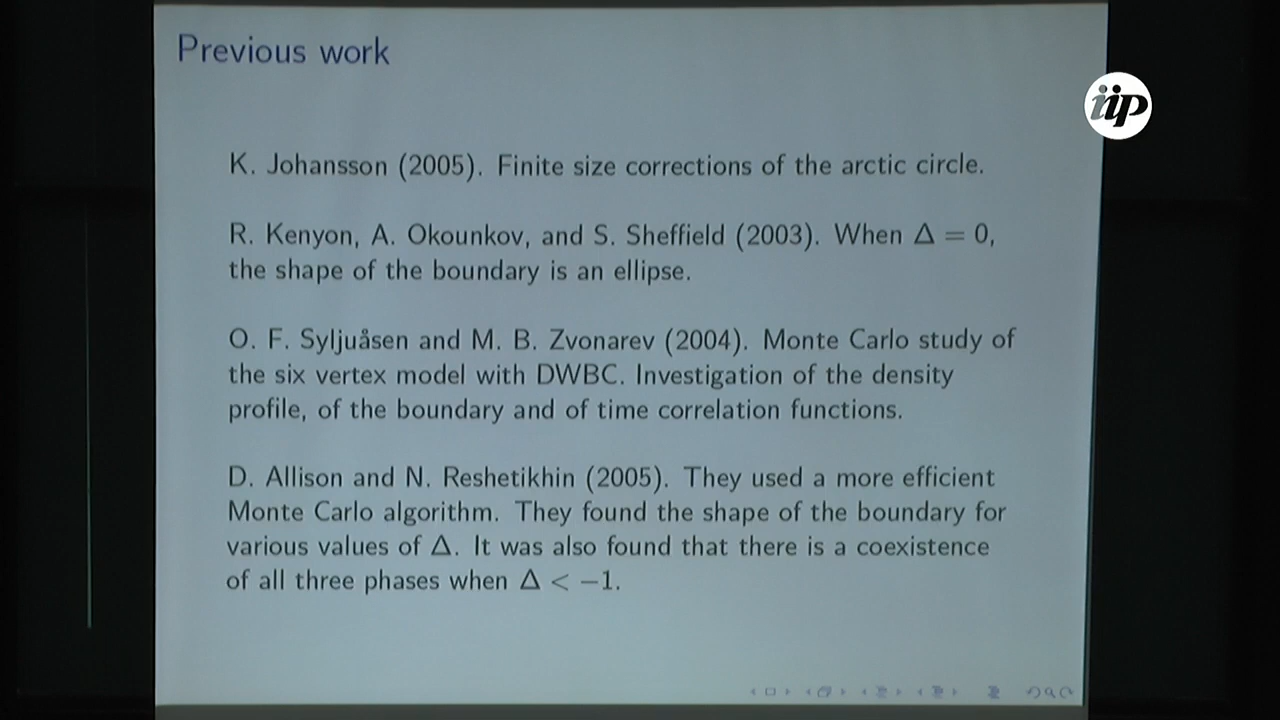 Previous work
iip
K. Johansson (2005). Finite size corrections of the arctic circle.
R. Kenyon, A. Okounkov, and S. Sheffield (2003). When Δ = 0,
the shape of the boundary is an ellipse.
O. F. Syljuåsen and M. B. Zvonarev (2004). Monte Carlo study of
the six vertex model with DWBC. Investigation of the density
profile, of the boundary and of time correlation functions.
D. Allison and N. Reshetikhin (2005). They used a more efficient
Monte Carlo algorithm. They found the shape of the boundary for
various values of Δ. It was also found that there is a coexistence
of all three phases when Δ < −1.